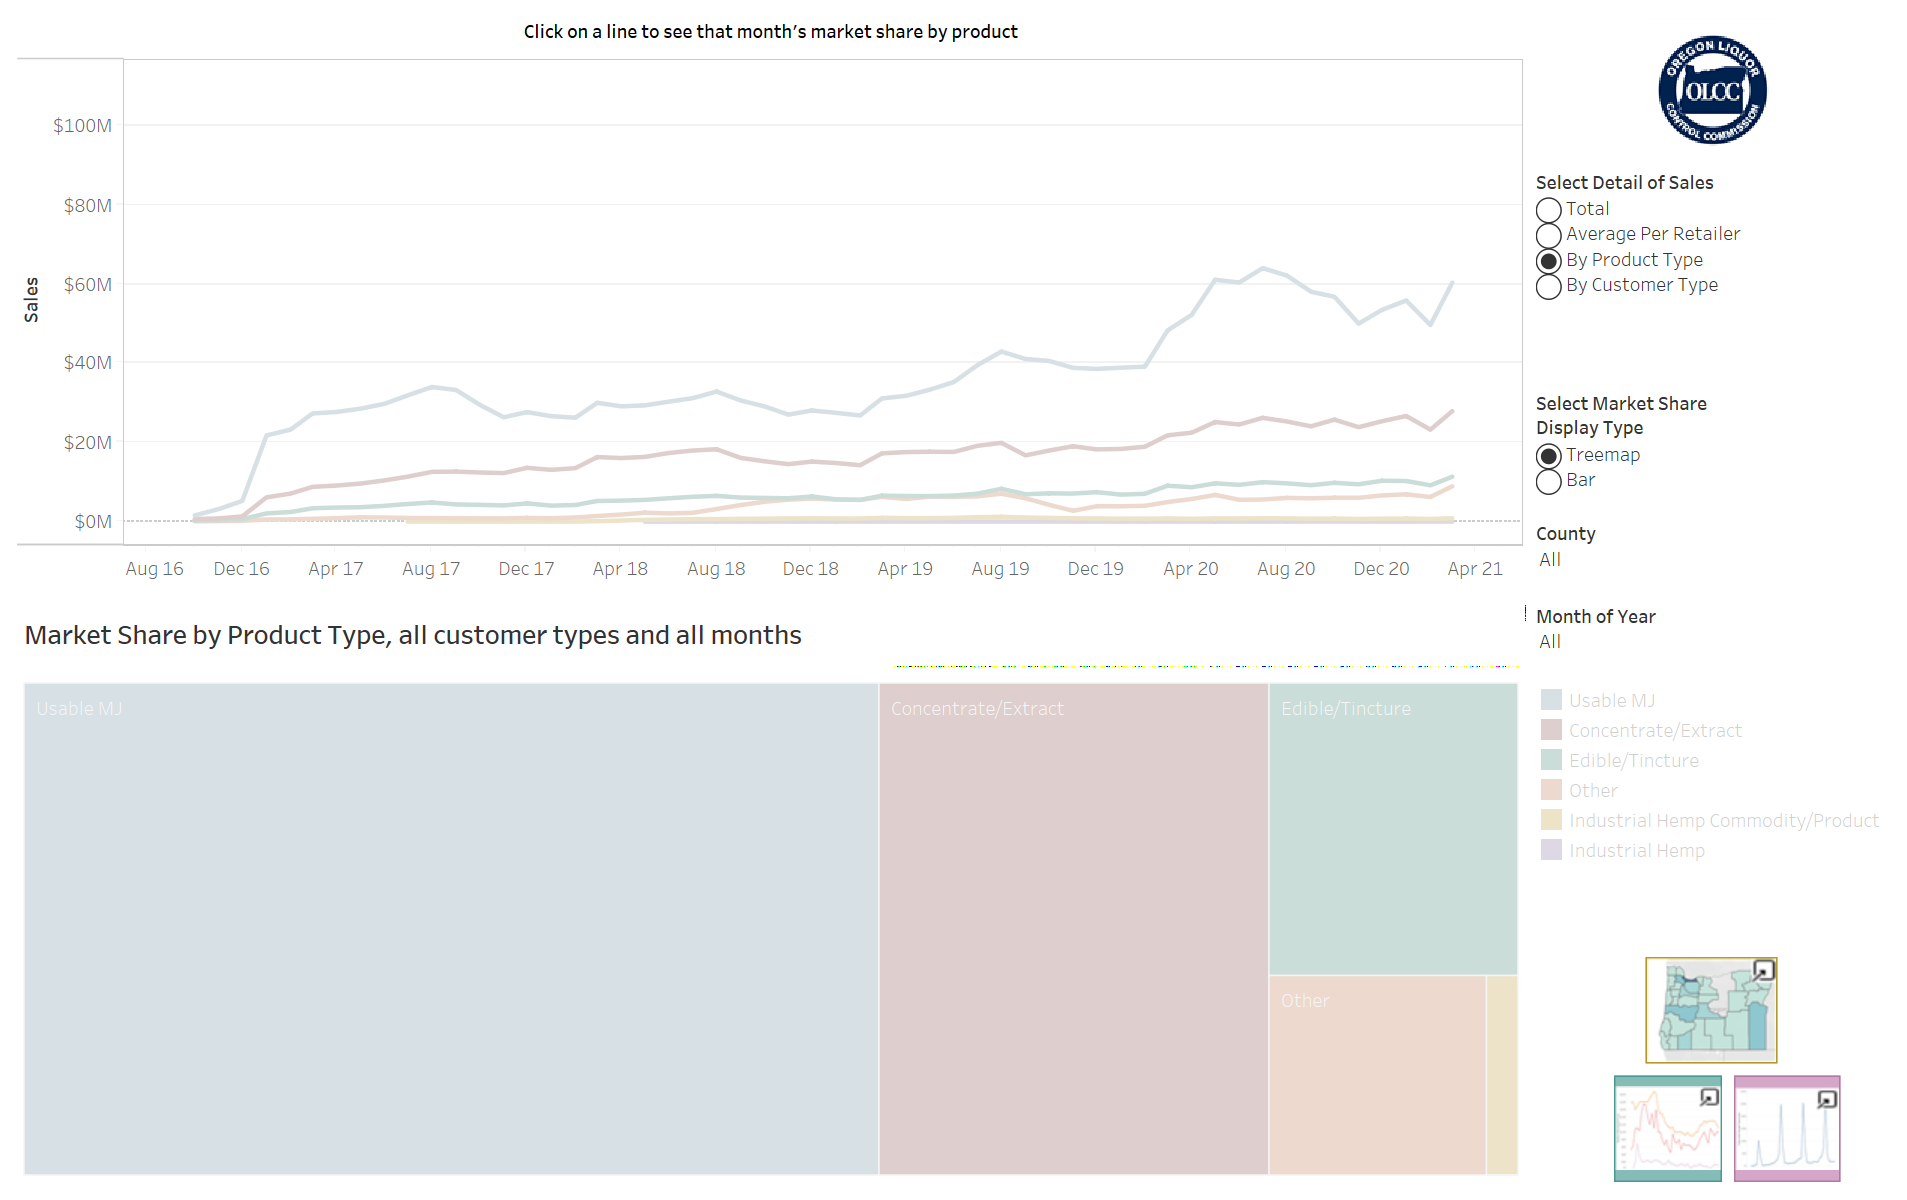 Click on a line to see that month's market share by product
OREGON LIQUOR
OLCC
CONTROL COMMISSION
Sales
$100M
$80M
$60M
$40M
$20M
$0M
Aug 16 Dec 16 Apr 17 Aug 17 Dec 17 Apr 18 Aug 18 Dec 18 Apr 19 Aug 19 Dec 19 Apr 20 Aug 20 Dec 20 Apr 21
Select Detail of Sales
Total
Average Per Retailer
By Product Type
By Customer Type
Select Market Share
Display Type
Treemap
Bar
County
All
Month of Year
All
Market Share by Product Type, all customer types and all months
Usable MJ
Concentrate/Extract
Edible/Tincture
Other
Usable MJ
Concentrate/Extract
Edible/Tincture
Other
Industrial Hemp Commodity/Product
Industrial Hemp